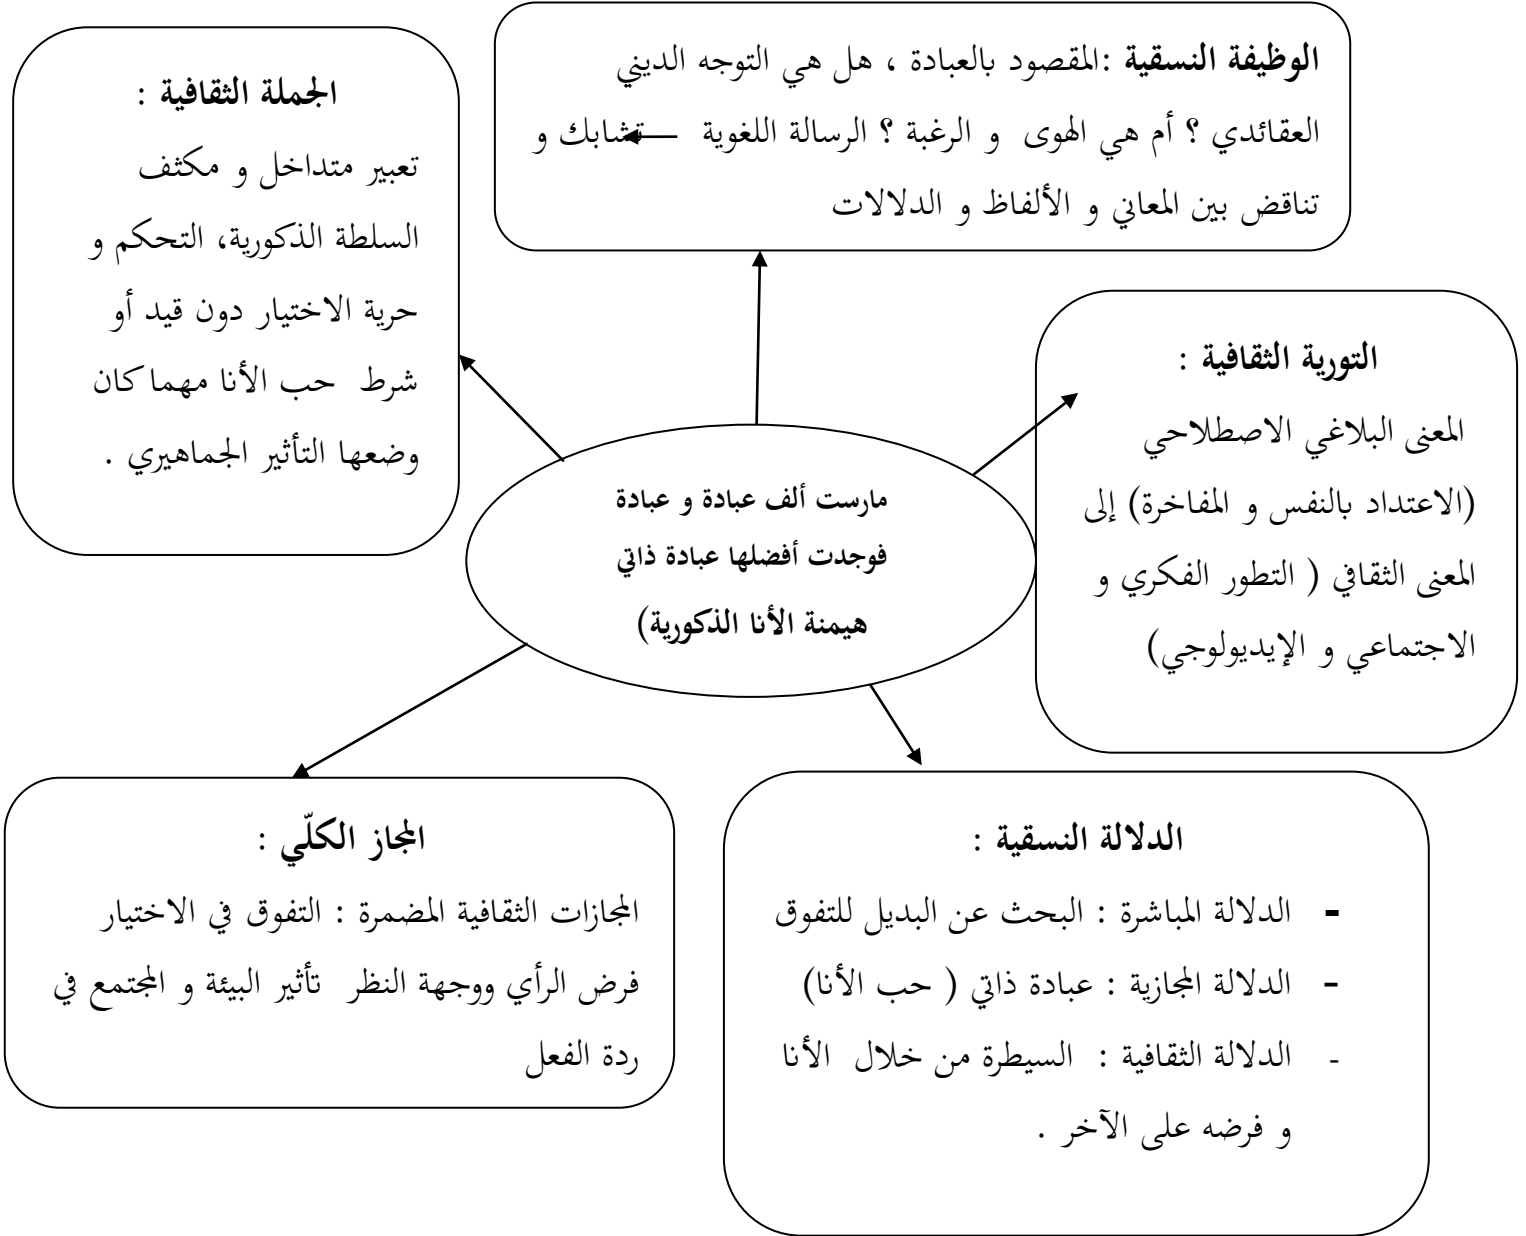 الوظيفة النسقية :المقصود بالعبادة ، هل هي التوجه الديني
العقائدي ؟ أم هي الهوى و الرغبة ؟ الرسالة اللغوية تشابك و
تناقض بين المعاني و الألفاظ و الدلالات
الجملة الثقافية :
تعبير متداخل و مكثف
السلطة الذكورية، التحكم و
حرية الاختيار دون قيد أو
شرط حب الأنا مهما كان
وضعها التأثير الجماهيري .
التورية الثقافية :
المعنى البلاغي الاصطلاحي
(الاعتداد بالنفس و المفاخرة) إلى
المعنى الثقافي ( التطور الفكري و
الاجتماعي و الإيديولوجي)
مارست ألف عبادة و عبادة
فوجدت أفضلها عبادة ذاتي
هيمنة الأنا الذكورية)
الدلالة النسقية :
- الدلالة المباشرة : البحث عن البديل للتفوق
- الدلالة المجازية : عبادة ذاتي ( حب الأنا)
- الدلالة الثقافية : السيطرة من خلال الأنا
و فرضه على الآخر .
المجاز الكلّي :
المجازات الثقافية المضمرة : التفوق في الاختيار
فرض الرأي ووجهة النظر تأثير البيئة و المجتمع في
ردة الفعل